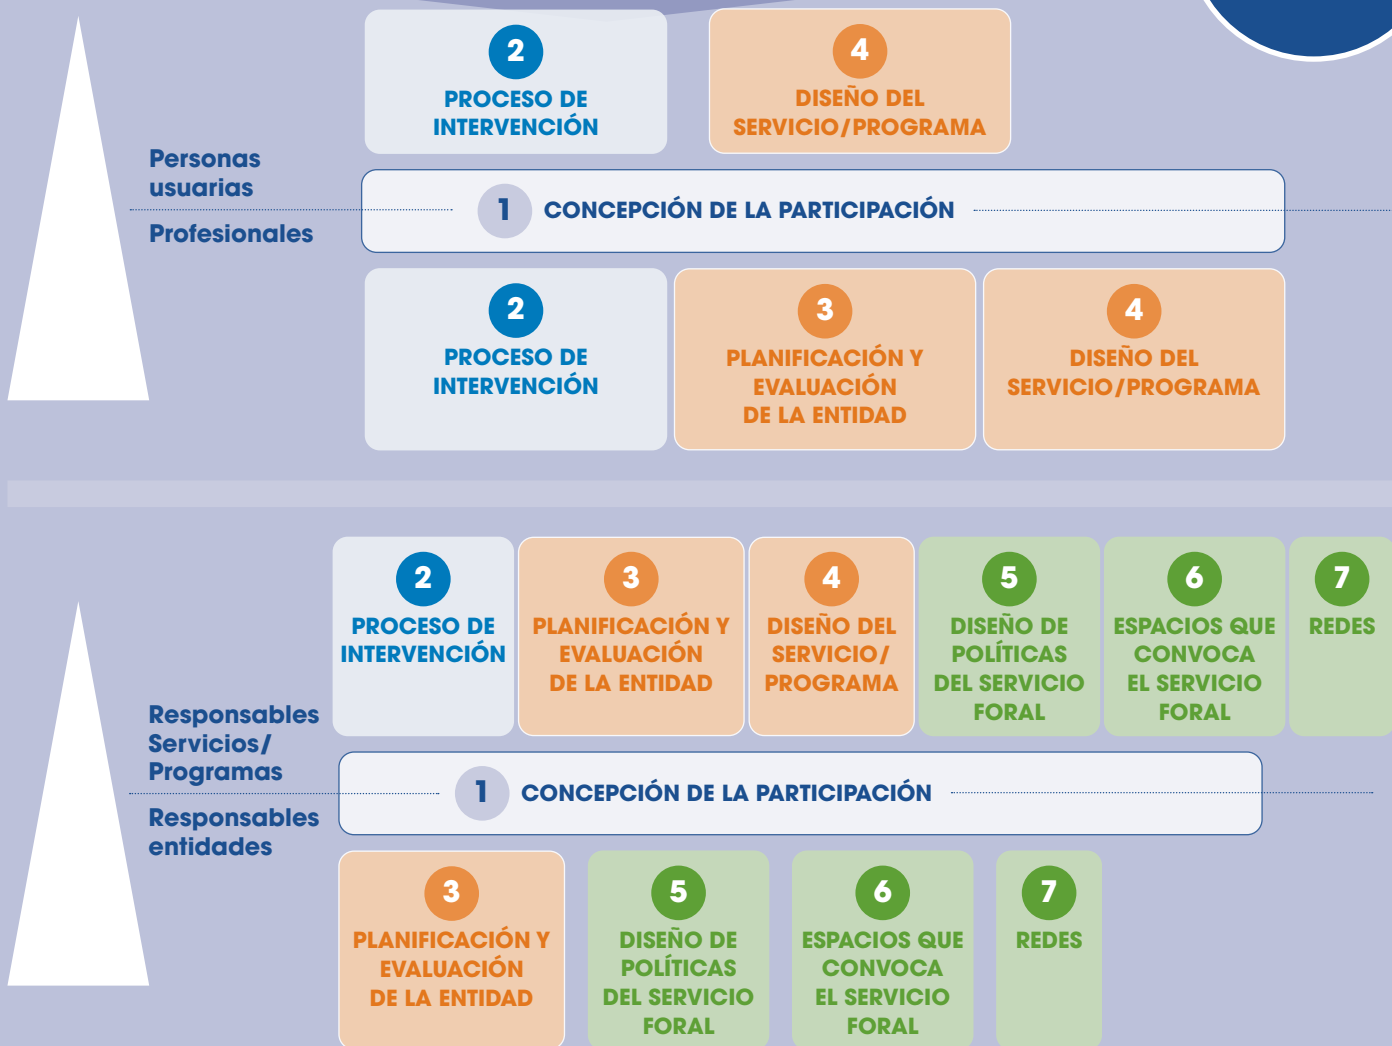 2
PROCESO DE
INTERVENCIÓN
4
DISEÑO DEL
SERVICIO/PROGRAMA
Personas
usuarias
Profesionales
1 CONCEPCIÓN DE LA PARTICIPACIÓN
2
PROCESO DE
INTERVENCIÓN
3
PLANIFICACIÓN Y
EVALUACIÓN
DE LA ENTIDAD
4
DISEÑO DEL
SERVICIO/PROGRAMA
2
PROCESO DE
INTERVENCIÓN
3
PLANIFICACIÓN Y
EVALUACIÓN
DE LA ENTIDAD
4
DISEÑO DEL
SERVICIO/
PROGRAMA
5
DISEÑO DE
POLÍTICAS
DEL SERVICIO
FORAL
6
ESPACIOS QUE
CONVOCA
EL SERVICIO
FORAL
7
REDES
Responsables
Servicios/
Programas
Responsables
entidades
1 CONCEPCIÓN DE LA PARTICIPACIÓN
3
PLANIFICACIÓN Y
EVALUACIÓN
DE LA ENTIDAD
5
DISEÑO DE
POLÍTICAS
DEL SERVICIO
FORAL
6
ESPACIOS QUE
CONVOCA
EL SERVICIO
FORAL
7
REDES